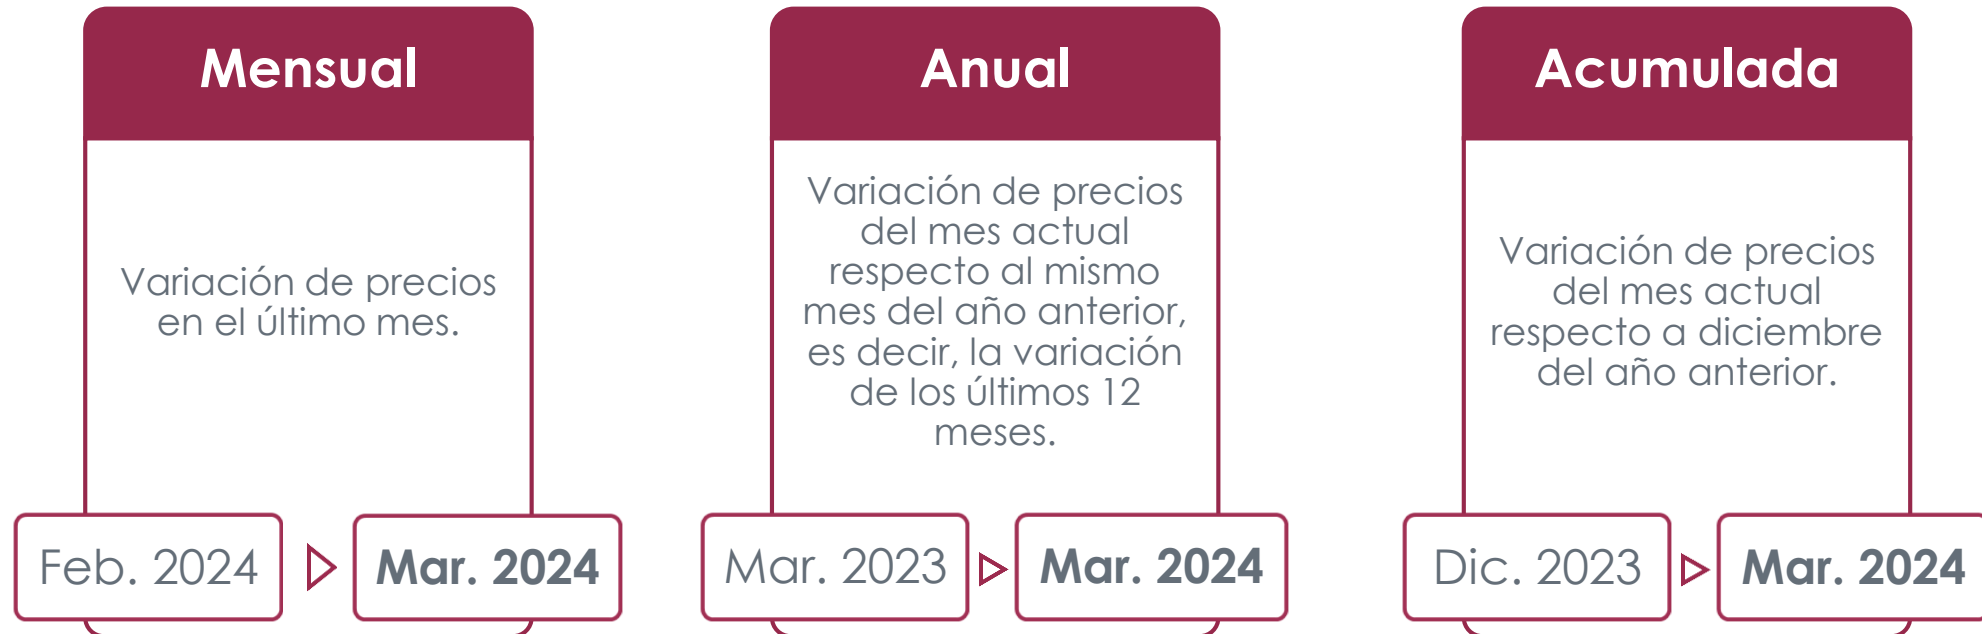 Mensual
Variación de precios
en el último mes.
Feb. 2024
Mar. 2024
Anual
Variación de precios
del mes actual
respecto al mismo
mes del año anterior,
es decir, la variación
de los últimos 12
meses.
Mar. 2023
Mar. 2024
Acumulada
Variación de precios
del mes actual
respecto a diciembre
del año anterior.
Dic. 2023
Mar. 2024